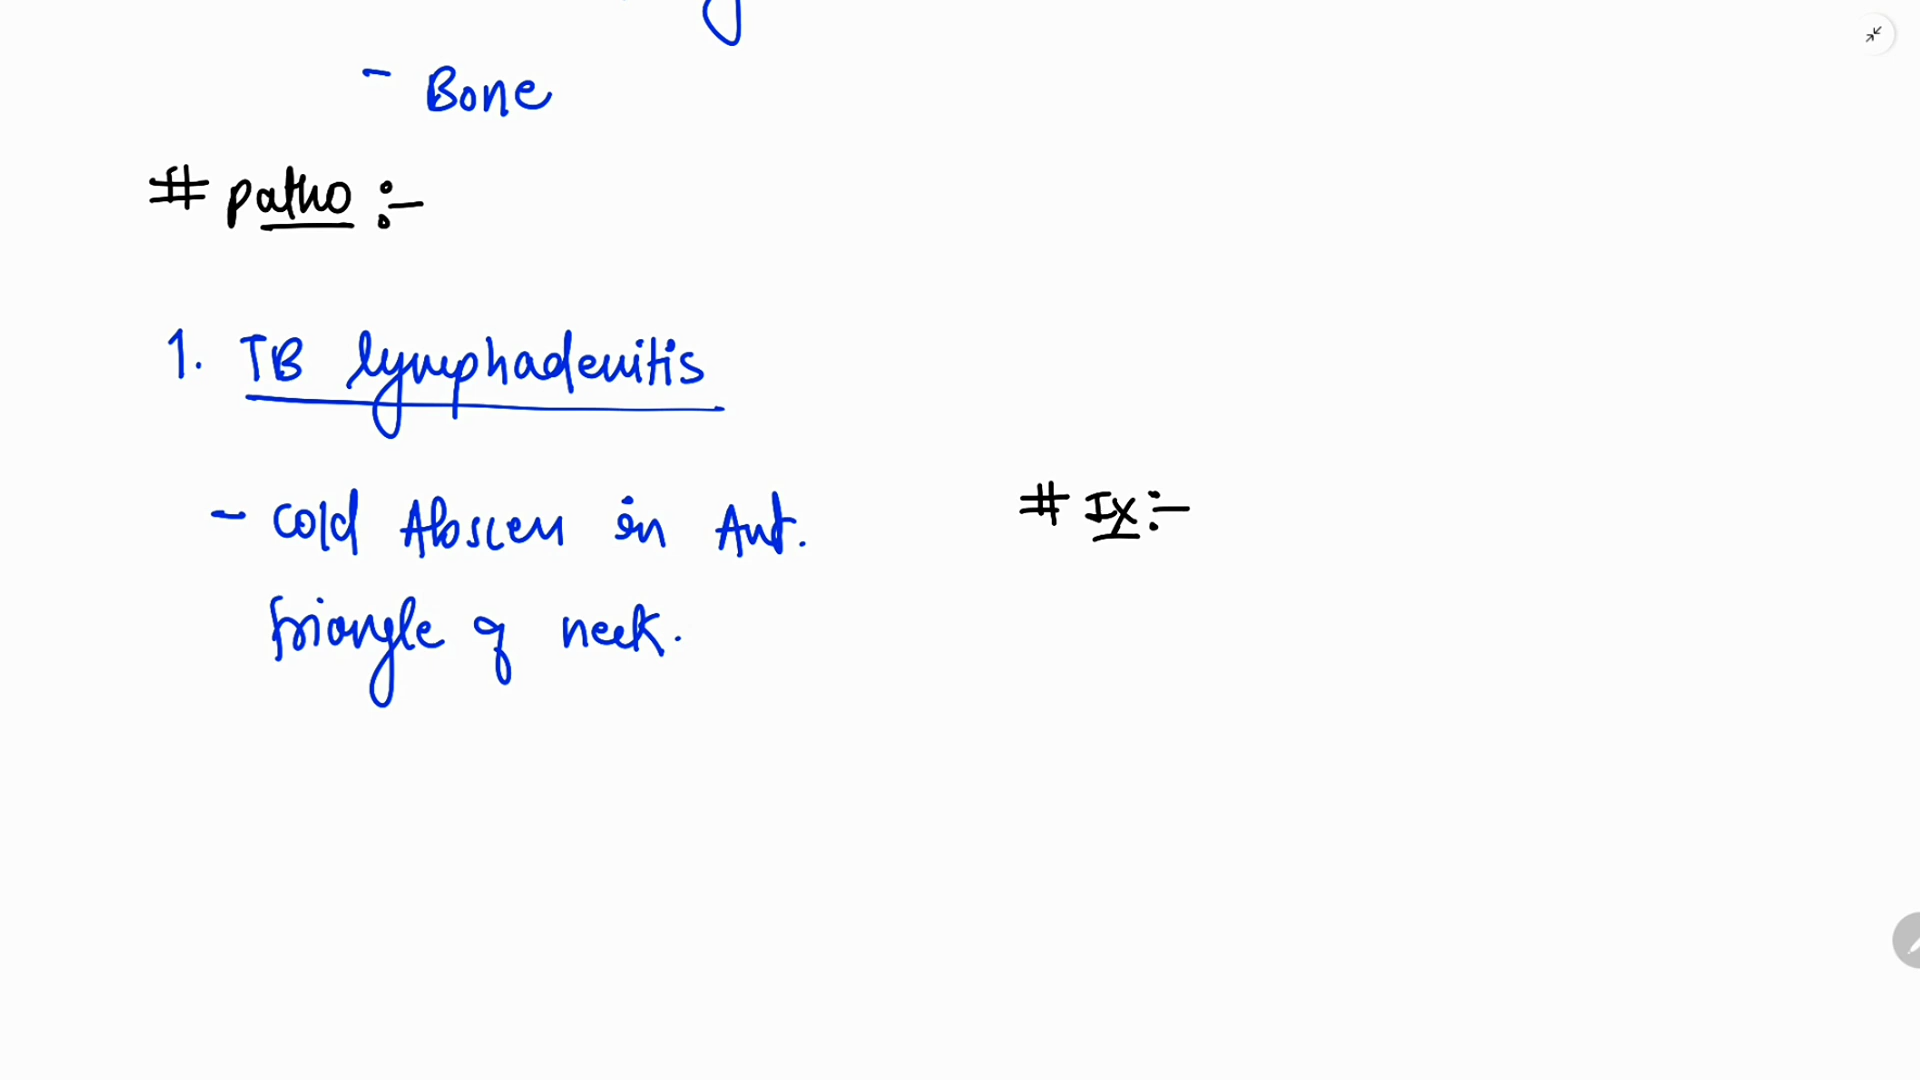 - Bone
# Patho :-
1. TB lymphadenitis
- Cold Abscess in Ant.
triangle of neck.
# Ix :-